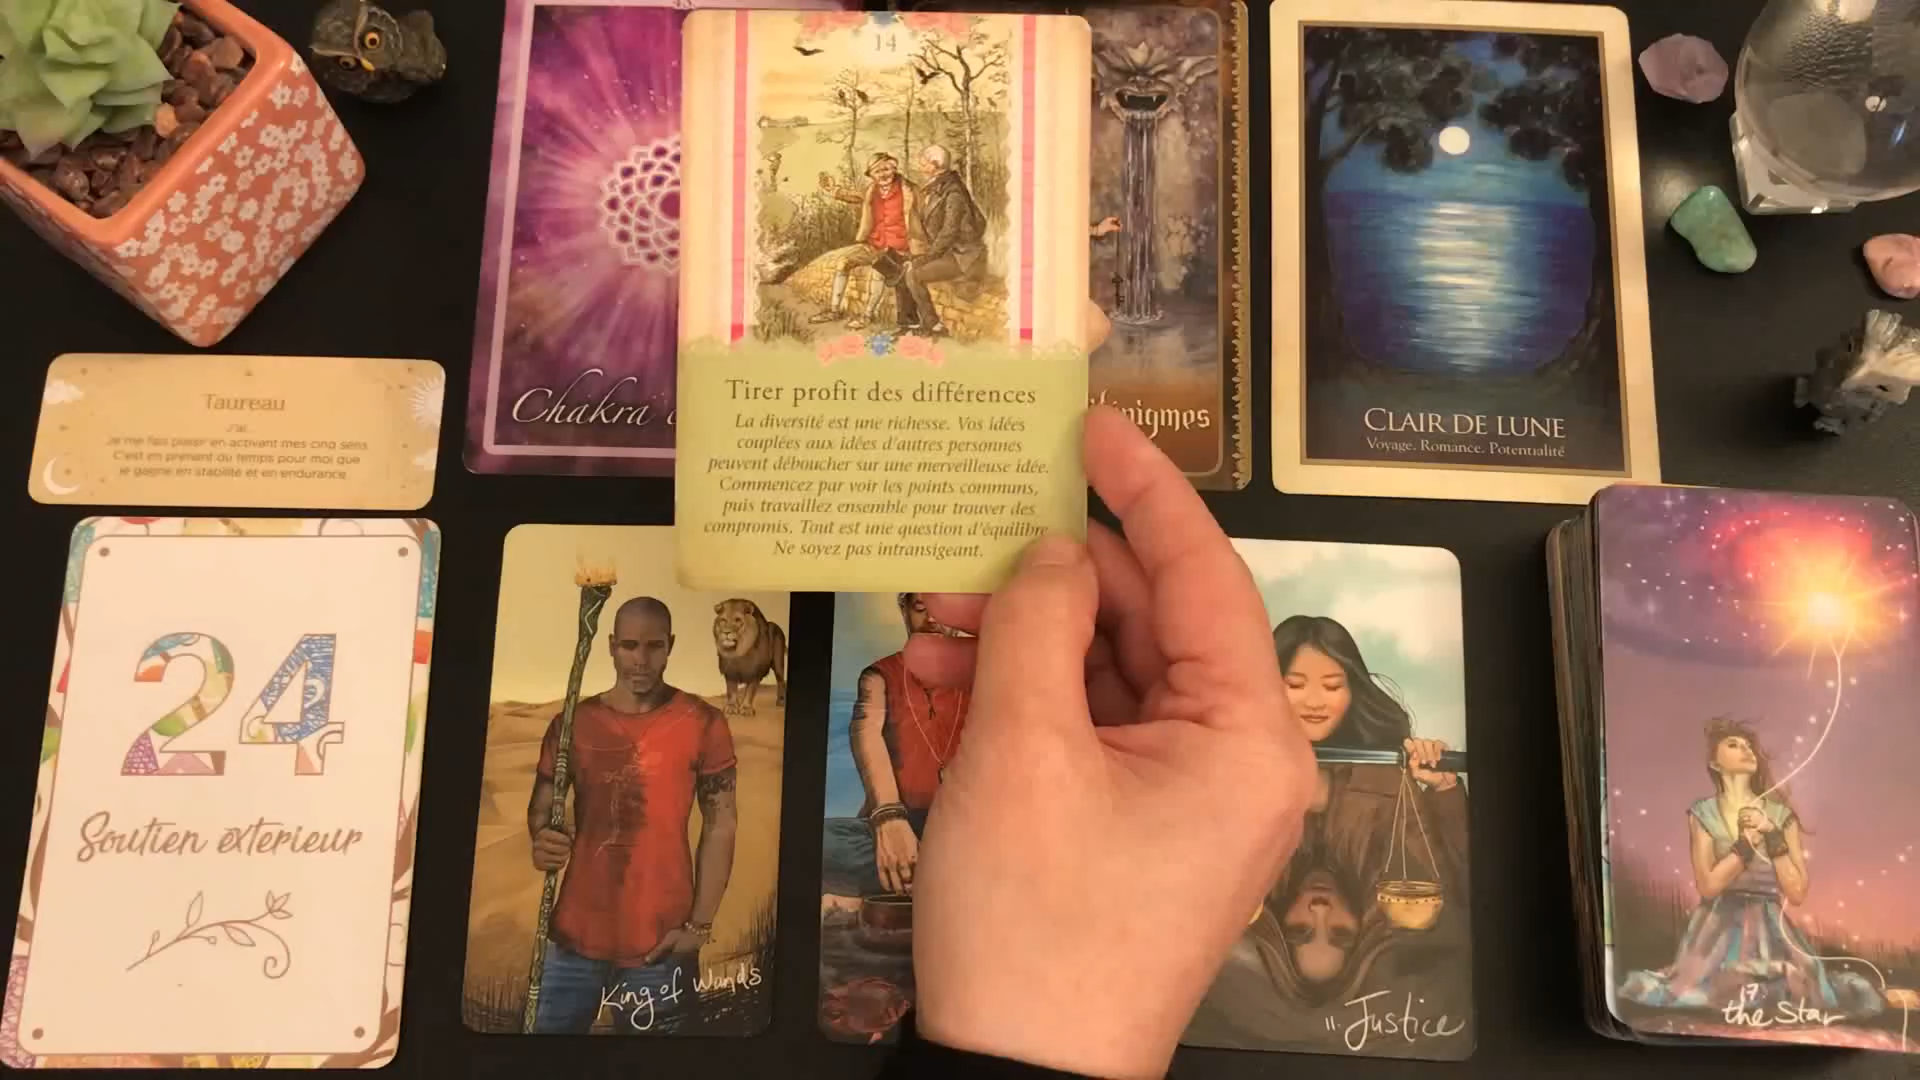 14
Tirer profit des différences
La diversité est une richesse. Vos idées
couplées aux idées d'autres personnes
peuvent déboucher sur une merveilleuse idée.
Commencez par voir les points communs,
puis travaillez ensemble pour trouver des
compromis. Tout est une question d'équilibre
Ne soyez pas intransigeant.
Chakra
CLAIR DE LUNE
Voyage. Romance. Potentialité
Taureau
J'ai...
Je me fais plaisir en activant mes cinq sens
C'est en prenant du temps pour moi que
je gagne en stabilité et en endurance
24
Soutien exterieur
King of Wands
11. Justice
17.
the Star